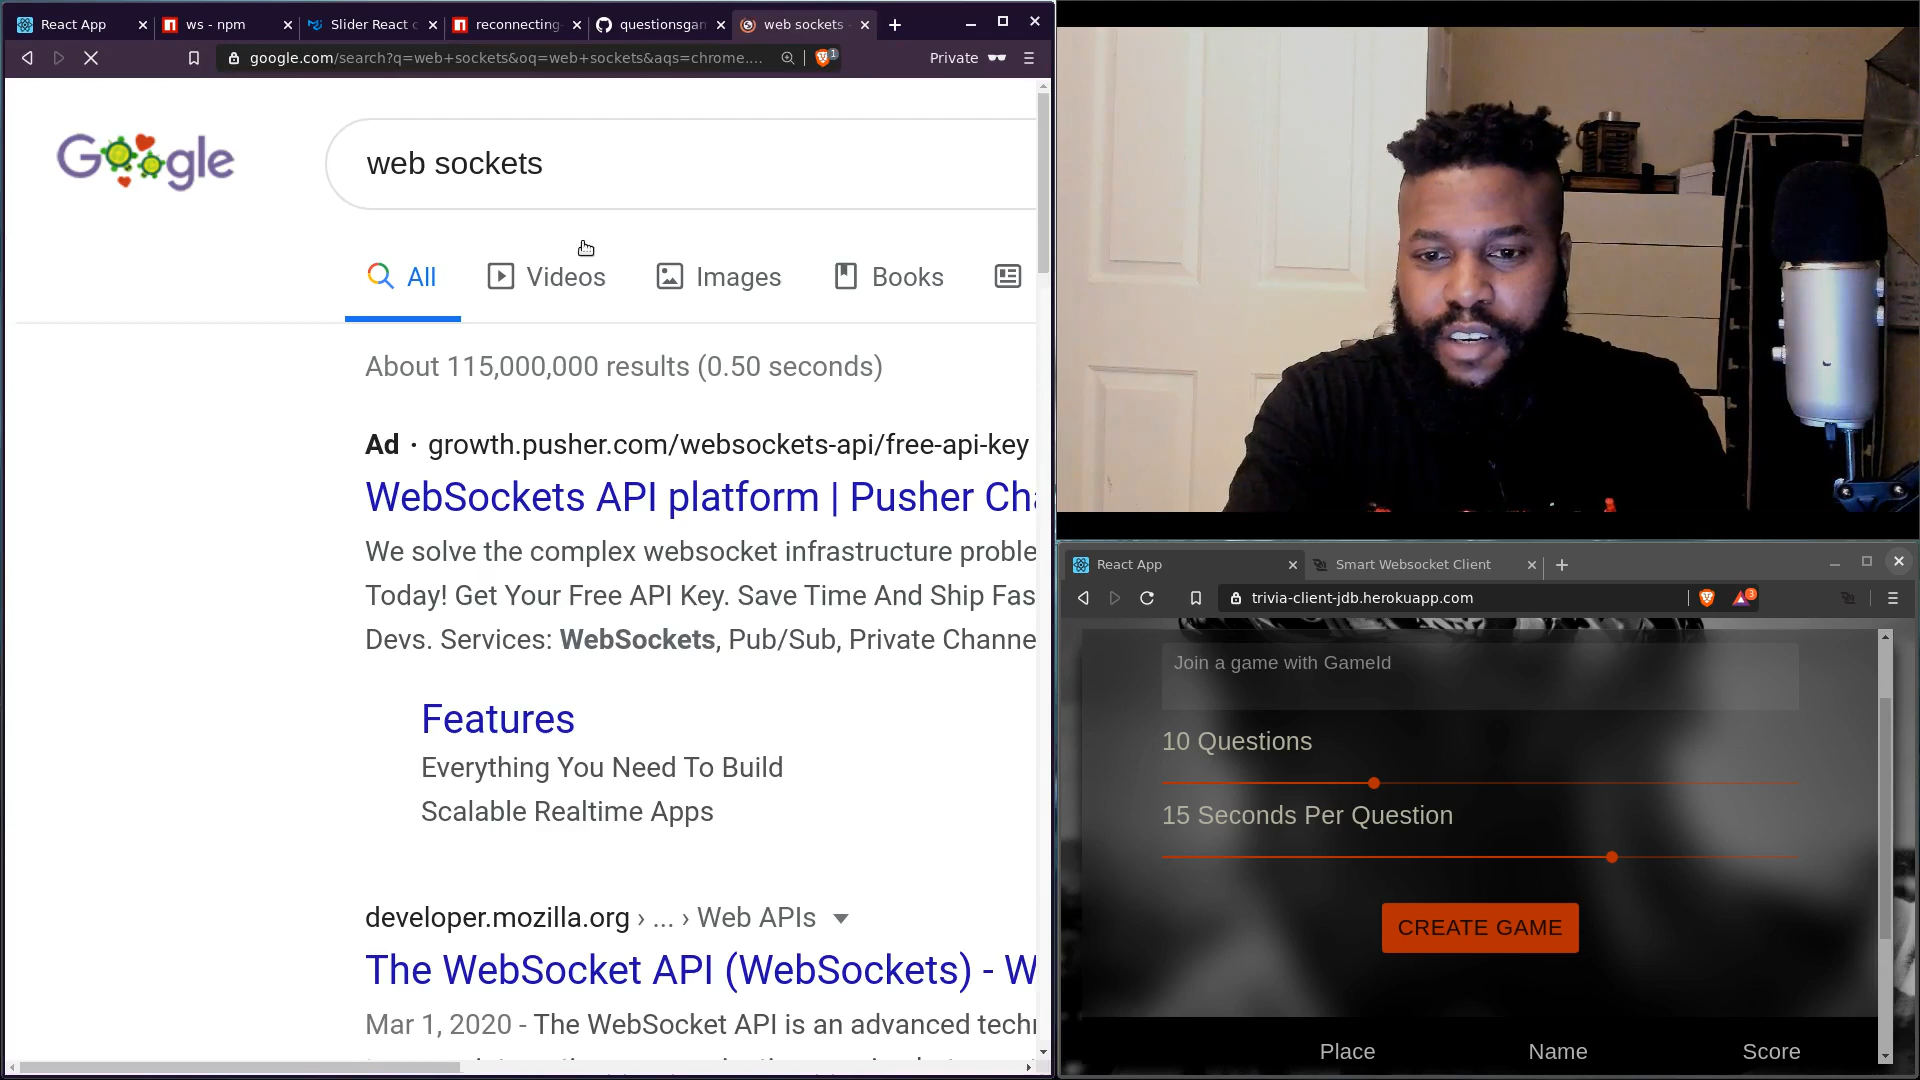 React App
ws - npm
Slider React c
reconnecting-
questionsgam
web sockets -
google.com/search?q=web+sockets&oq=web+sockets&aqs=chrome....
1
Private
Google
web sockets
All
Videos
Images
Books
About 115,000,000 results (0.50 seconds)
Ad · growth.pusher.com/websockets-api/free-api-key
WebSockets API platform | Pusher Cha
We solve the complex websocket infrastructure proble
Today! Get Your Free API Key. Save Time And Ship Fas
Devs. Services: WebSockets, Pub/Sub, Private Channe
Features
Everything You Need To Build
Scalable Realtime Apps
developer.mozilla.org › ... › Web APIs
The WebSocket API (WebSockets) - W
Mar 1, 2020 - The WebSocket API is an advanced techn
React App
Smart Websocket Client
trivia-client-jdb.herokuapp.com
3
Join a game with GameId
10 Questions
15 Seconds Per Question
CREATE GAME
Place Name Score